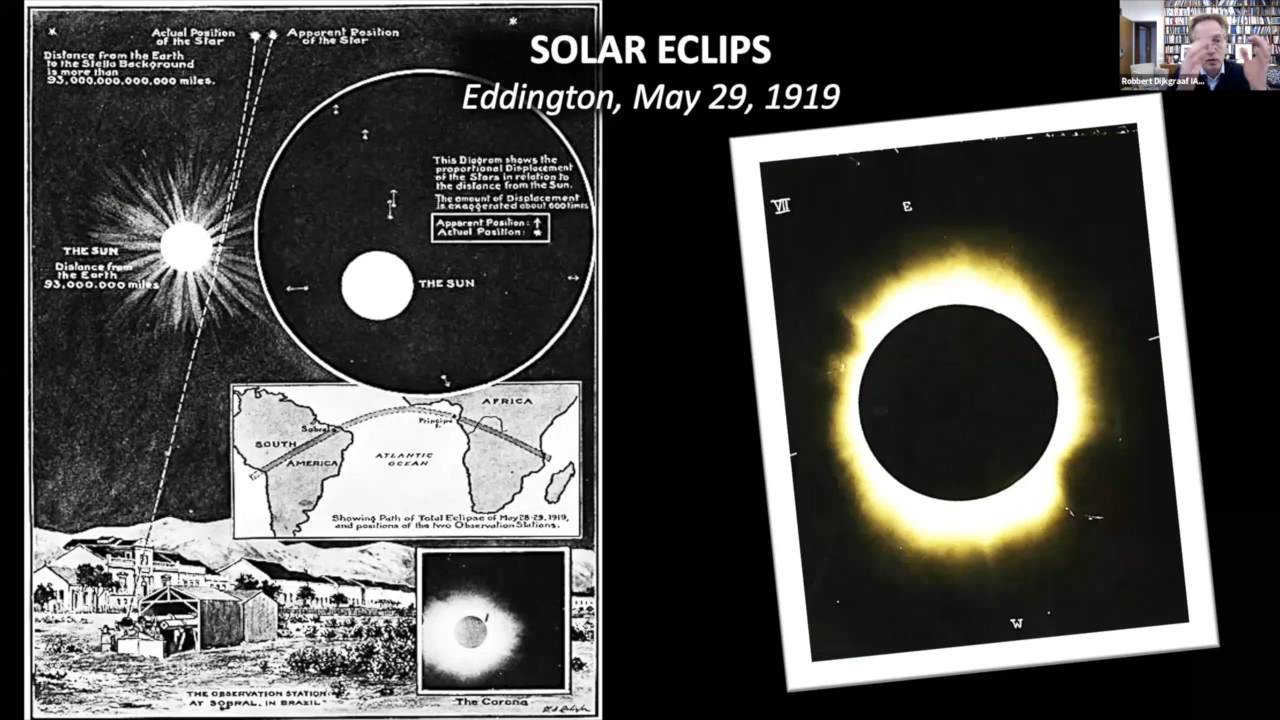 SOLAR ECLIPS
Eddington, May 29, 1919
Robbert Dijkgraaf IA...
Actual Position
of the Star
Apparent Position
of the Star
Distance from the Earth
to the Stella Background
is more than
93,000,000,000,000 miles.
This Diagram shows the
proportional Displacement
of the Stars in relation to
the distance from the Sun.
The amount of Displacement
is exaggerated about 600 times
Apparent Position:
Actual Position:
THE SUN
Distance from
the Earth
93,000,000 miles
THE SUN
AFRICA
Sobral
Principe
SOUTH
AMERICA
ATLANTIC
OCEAN
Showing Path of Total Eclipse of May 28-29, 1919,
and positions of the two Observation Stations.
THE OBSERVATION STATION
AT SOBRAL, IN BRAZIL
The Corona
VII
E
W